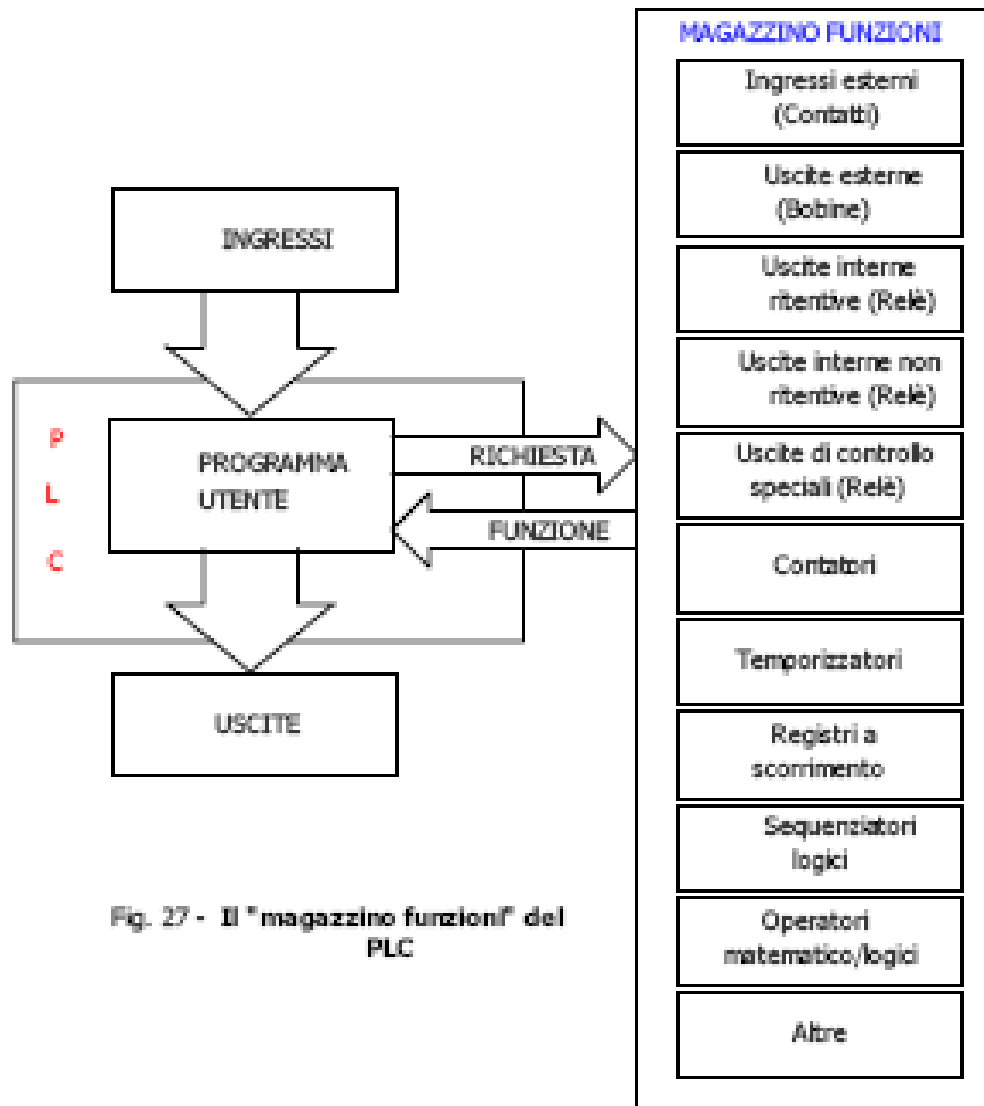 MAGAZZINO FUNZIONI
Ingressi esterni
(Contatti)
Uscite esterne
(Bobine)
Uscite interne
ritentive (Relè)
Uscite interne non
ritentive (Relè)
Uscite di controllo
speciali (Relè)
Contatori
Temporizzatori
Registri a
scorrimento
Sequenziatori
logici
Operatori
matematico/logici
Altre
INGRESSI
P
L
C
PROGRAMMA
UTENTE
RICHIESTA
FUNZIONE
USCITE
Fig. 27 - Il "magazzino funzioni" del
PLC